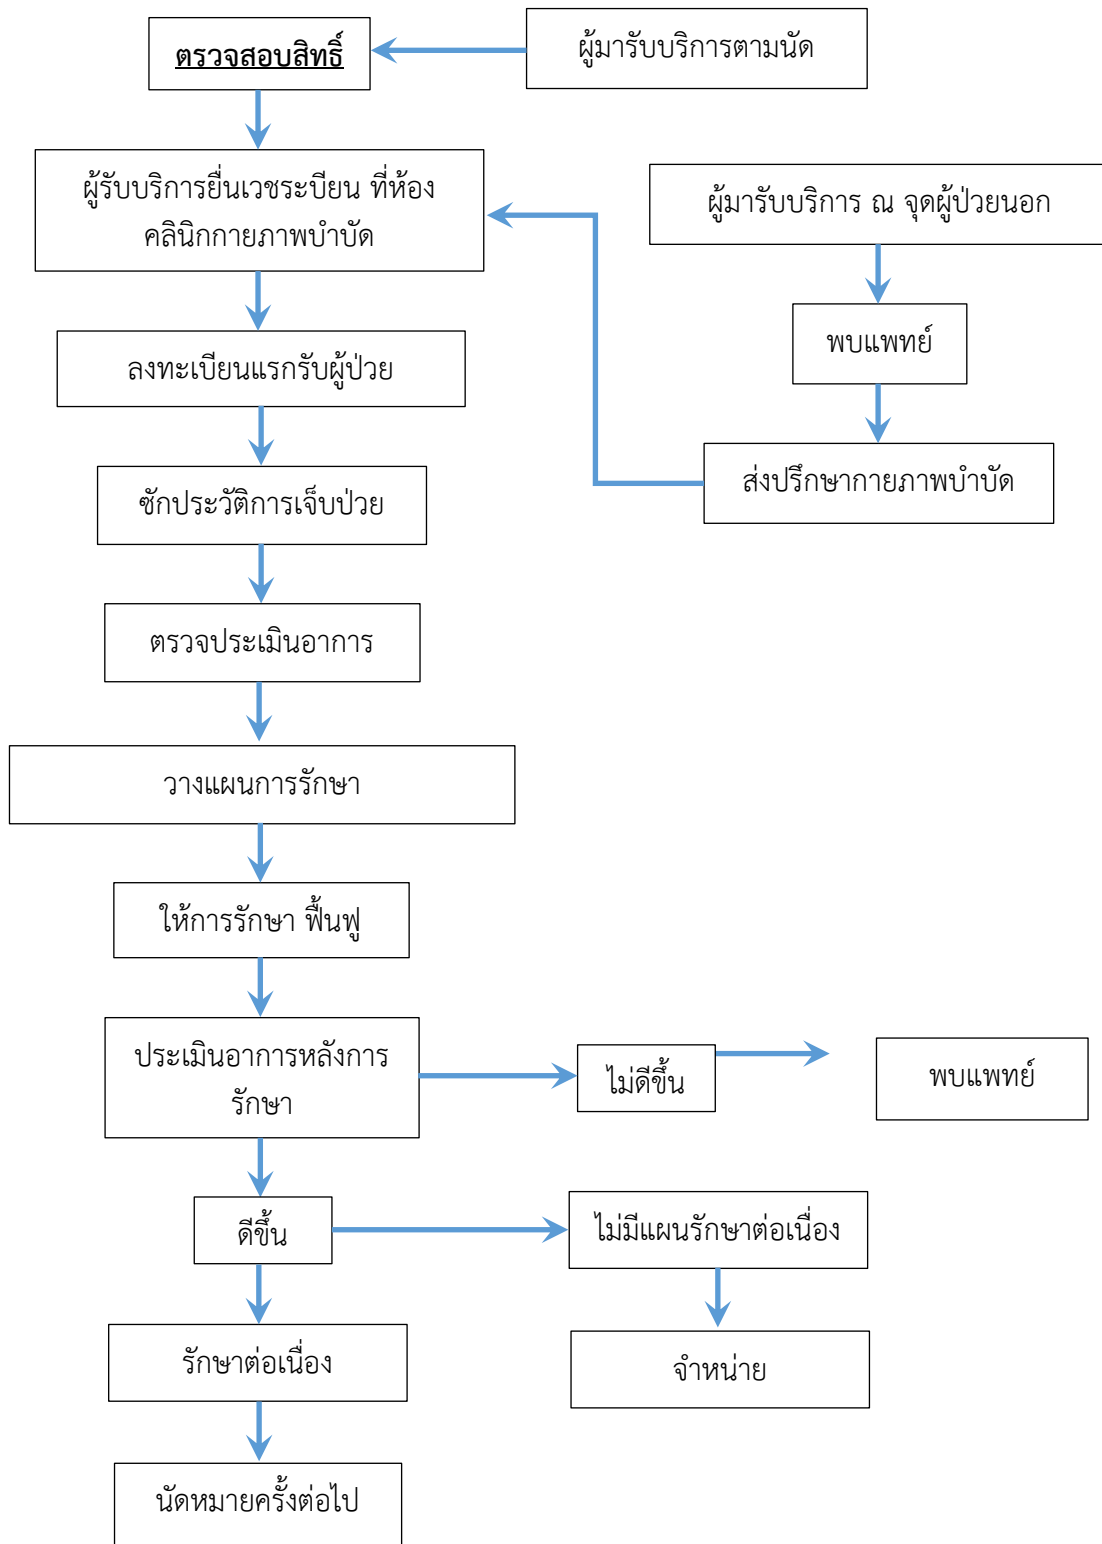 ตรวจสอบสิทธิ์
ผู้มารับบริการตามนัด
ผู้รับบริการยื่นเวชระบียน ที่ห้อง
คลินิกกายภาพบำบัด
ผู้มารับบริการ ณ จุดผู้ป่วยนอก
พบแพทย์
ลงทะเบียนแรกรับผู้ป่วย
ส่งปรึกษากายภาพบำบัด
ซักประวัติการเจ็บป่วย
ตรวจประเมินอาการ
วางแผนการรักษา
ให้การรักษา ฟื้นฟู
ประเมินอาการหลังการ
รักษา
ไม่ดีขึ้น
พบแพทย์
ดีขึ้น
ไม่มีแผนรักษาต่อเนื่อง
รักษาต่อเนื่อง
จำหน่าย
นัดหมายครั้งต่อไป